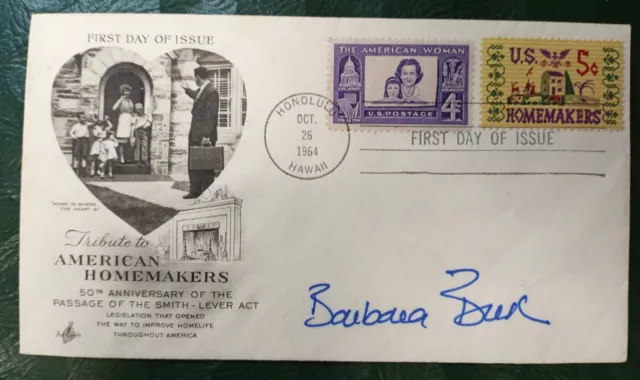 FIRST DAY OF ISSUE
"HOME IS WHERE
THE HEART IS"
Tribute to
AMERICAN
HOMEMAKERS
50TH ANNIVERSARY OF THE
PASSAGE OF THE SMITH - LEVER ACT
LEGISLATION THAT OPENED
THE WAY TO IMPROVE HOMELIFE
THROUGHOUT AMERICA
HONOLULU
OCT.
26
1964
HAWAII
THE AMERICAN WOMAN
4¢
U.S. POSTAGE
U.S. 5¢
HOMEMAKERS
FIRST DAY OF ISSUE
Barbara Bush